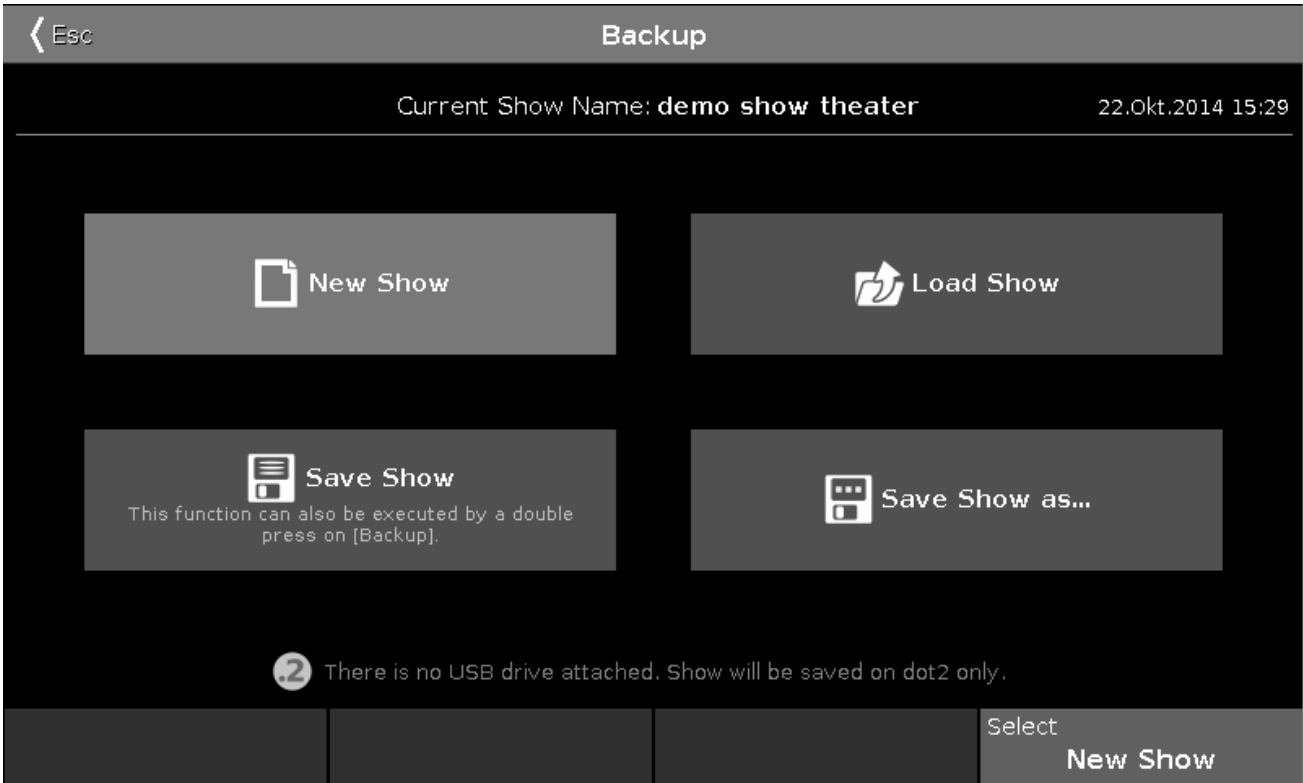 Esc
Backup
Current Show Name: demo show theater
22.Okt.2014 15:29
New Show
Load Show
Save Show
This function can also be executed by a double
press on [Backup].
Save Show as...
.2 There is no USB drive attached. Show will be saved on dot2 only.
Select
New Show